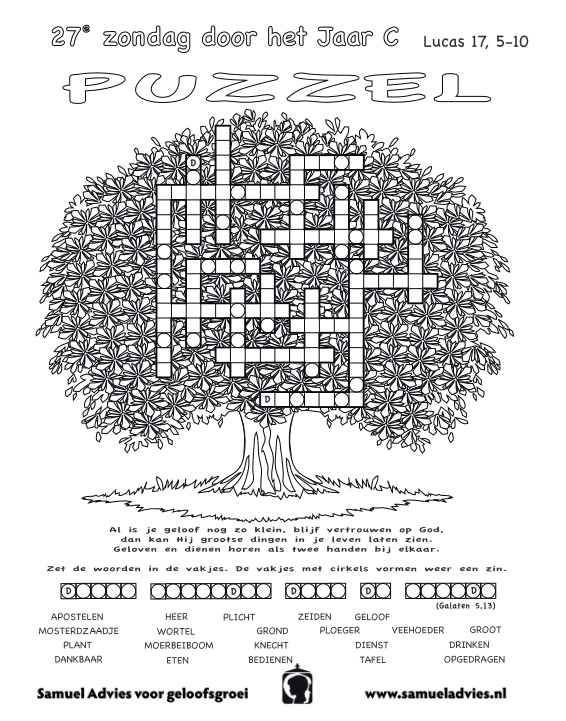 27e zondag door het Jaar C Lucas 17, 5-10
PUZZEL
D
D
Al is je geloof nog zo klein, blijf vertrouwen op God,
dan kan Hij grootse dingen in je leven laten zien.
Geloven en dienen horen als twee handen bij elkaar.
Zet de woorden in de vakjes. De vakjes met cirkels vormen weer een zin.
D D D D D
(Galaten 5,13)
APOSTELEN HEER PLICHT ZEIDEN GELOOF
MOSTERDZAADJE WORTEL GROND PLOEGER VEEHOEDER GROOT
PLANT MOERBEIBOOM KNECHT DIENST DRINKEN
DANKBAAR ETEN BEDIENEN TAFEL OPGEDRAGEN
Samuel Advies voor geloofsgroei www.samueladvies.nl